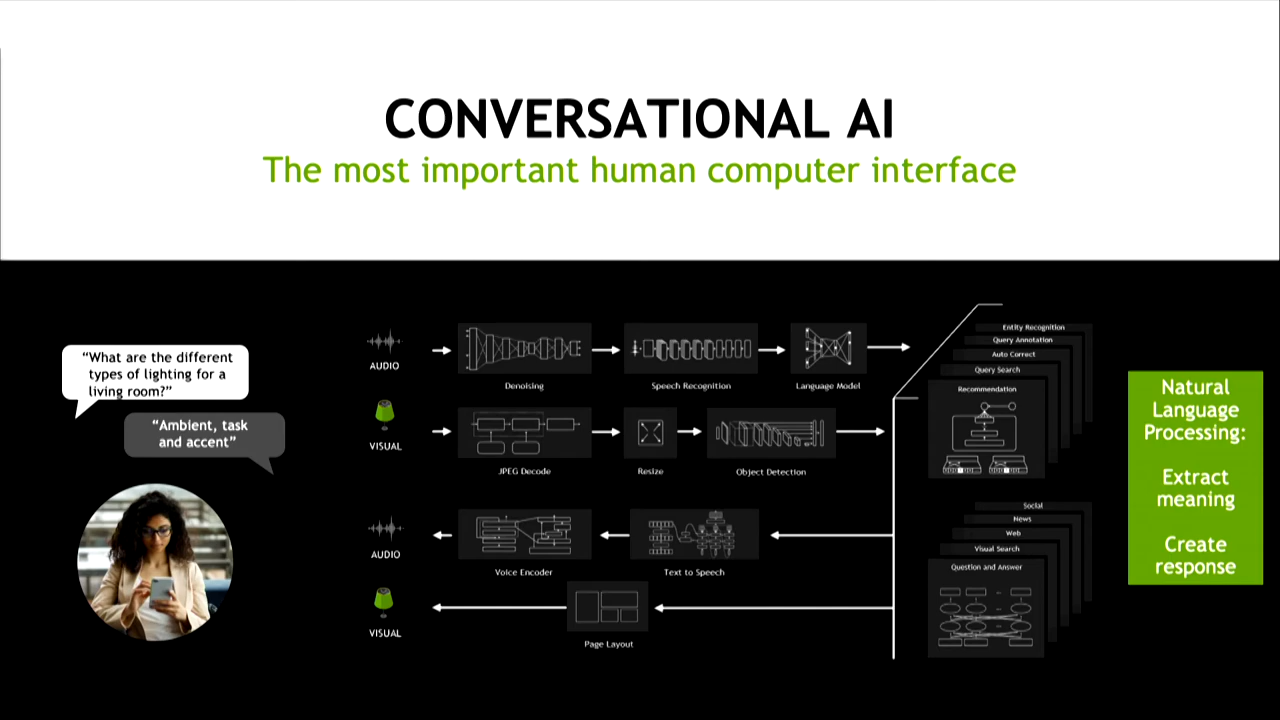 CONVERSATIONAL AI
The most important human computer interface
“What are the different
types of lighting for a
living room?”
“Ambient, task
and accent”
AUDIO
Denoising
Speech Recognition
Language Model
VISUAL
JPEG Decode
Resize
Object Detection
AUDIO
Voice Encoder
Text to Speech
VISUAL
Page Layout
Entity Recognition
Query Annotation
Auto Correct
Query Search
Recommendation
Social
News
Web
Visual Search
Question and Answer
Natural
Language
Processing:
Extract
meaning
Create
response